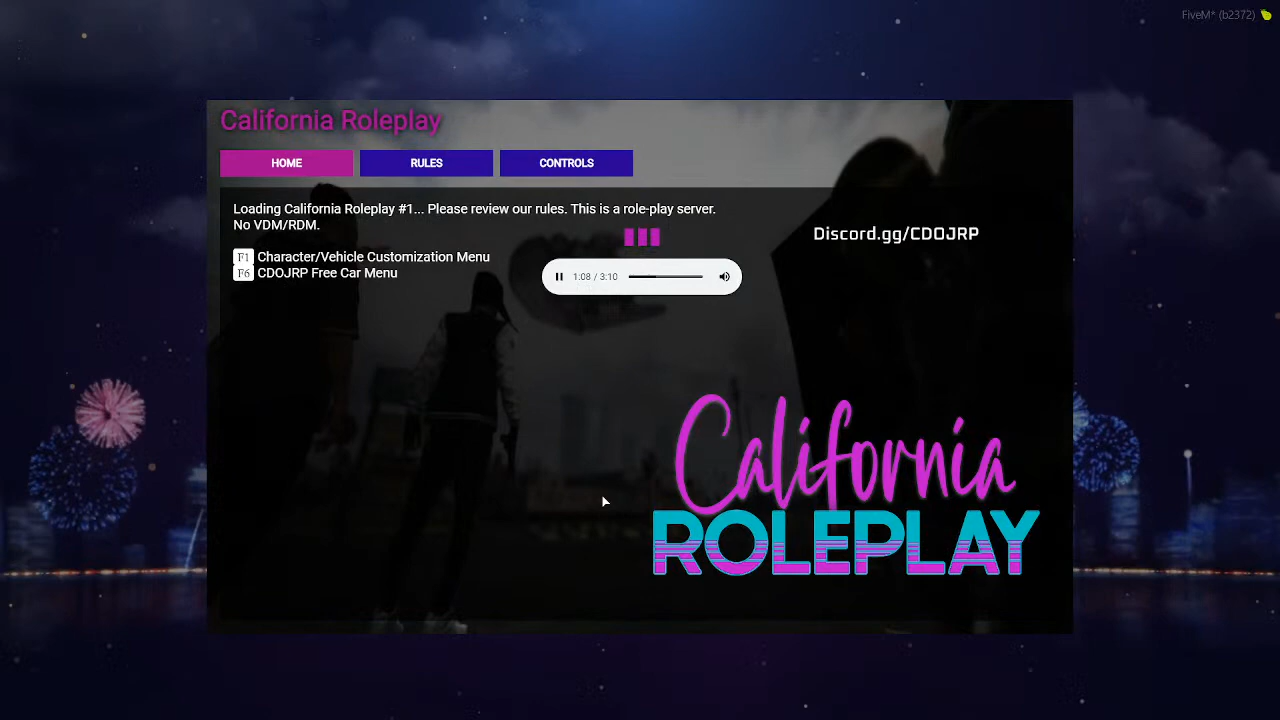 FiveM* (b2372)
California Roleplay
HOME RULES CONTROLS
Loading California Roleplay #1... Please review our rules. This is a role-play server.
No VDM/RDM.
Discord.gg/CDOJRP
F1 Character/Vehicle Customization Menu
F6 CDOJRP Free Car Menu
1:08 / 3:10
California
ROLEPLAY